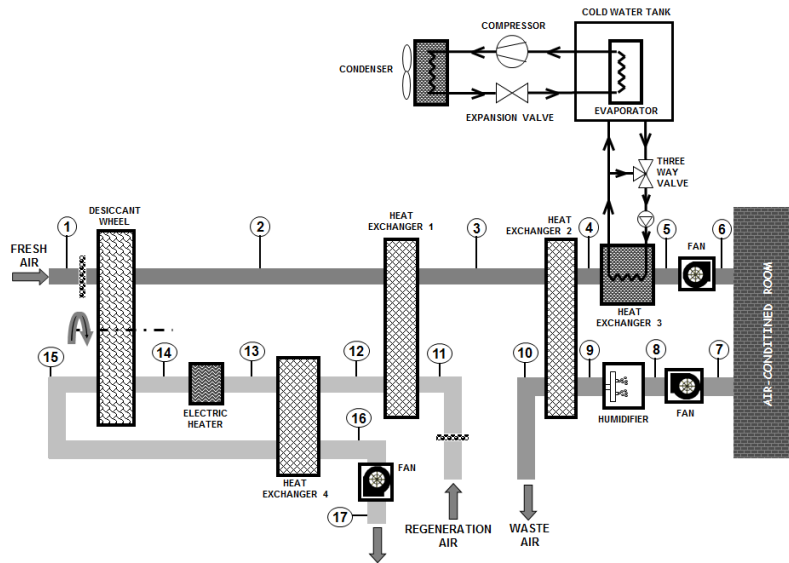 COLD WATER TANK
COMPRESSOR
CONDENSER
EVAPORATOR
EXPANSION VALVE
THREE
WAY
VALVE
DESICCANT
WHEEL
HEAT
EXCHANGER 1
HEAT
EXCHANGER 2
1
2
3
4
5
6
FRESH
AIR
FAN
HEAT
EXCHANGER 3
AIR-CONDITINED ROOM
15
14
13
12
11
10
9
8
7
ELECTRIC
HEATER
HUMIDIFIER
FAN
16
HEAT
EXCHANGER 4
FAN
17
REGENERATION
AIR
WASTE
AIR